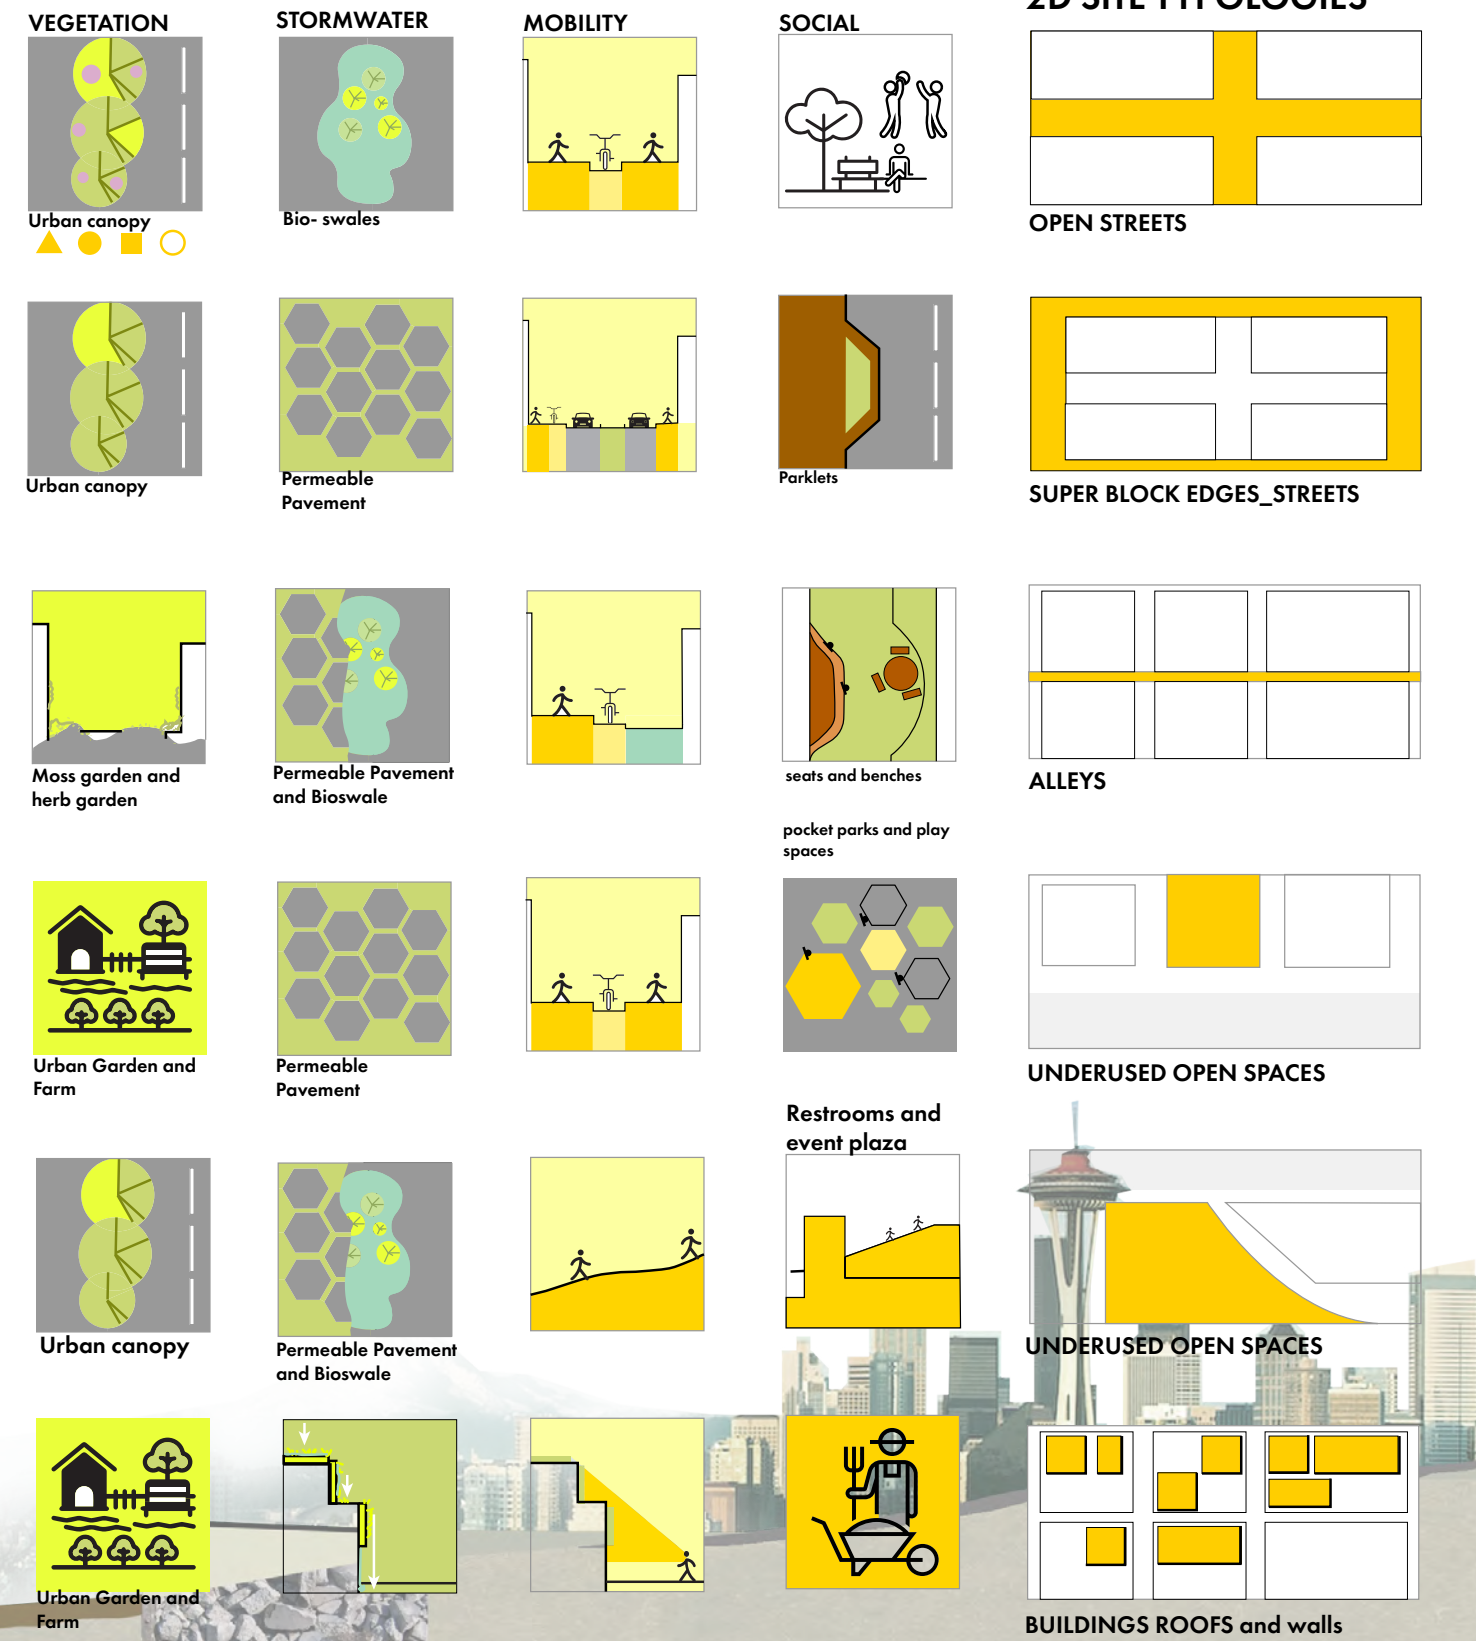 2D SITE TYPOLOGIES
VEGETATION
STORMWATER
MOBILITY
SOCIAL
Urban canopy
Bio- swales
OPEN STREETS
Urban canopy
Permeable
Pavement
Parklets
SUPER BLOCK EDGES_STREETS
Moss garden and
herb garden
Permeable Pavement
and Bioswale
seats and benches
ALLEYS
pocket parks and play
spaces
Urban Garden and
Farm
Permeable
Pavement
UNDERUSED OPEN SPACES
Restrooms and
event plaza
Urban canopy
Permeable Pavement
and Bioswale
UNDERUSED OPEN SPACES
Urban Garden and
Farm
BUILDINGS ROOFS and walls